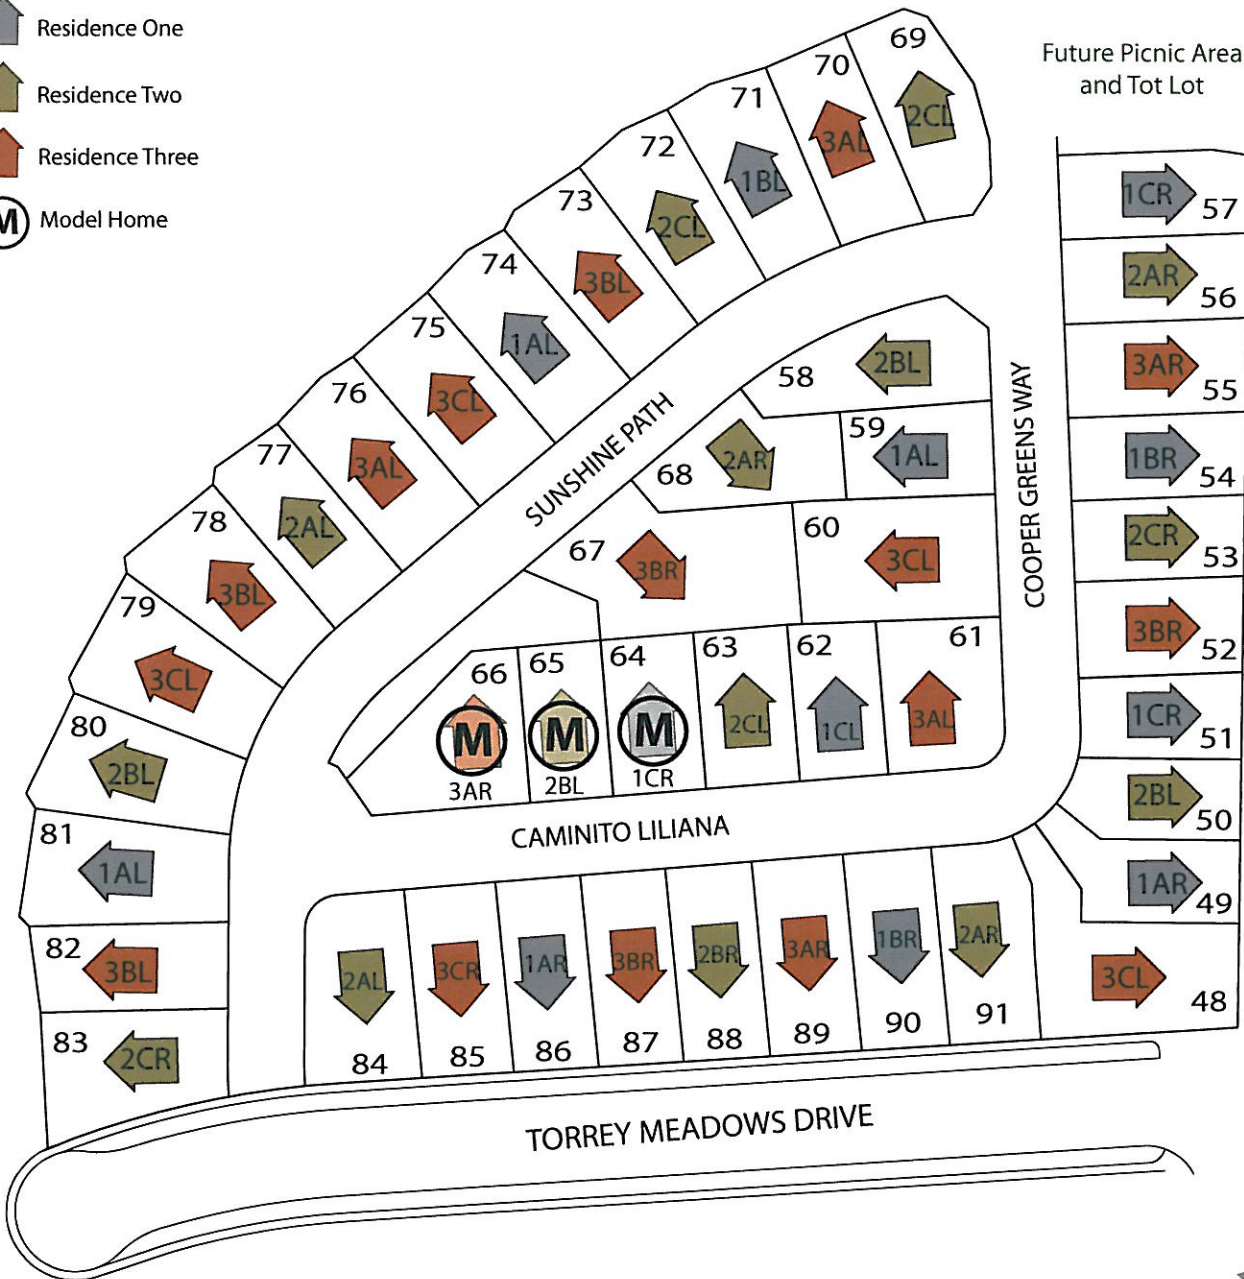 Residence One
Residence Two
Residence Three
M Model Home
Future Picnic Area
and Tot Lot
69
2CL
70
3AL
71
1BL
72
2CL
73
3BL
74
1AL
75
3CL
76
3AL
77
2AL
78
3BL
79
3CL
80
2BL
81
1AL
82
3BL
83
2CR
SUNSHINE PATH
COOPER GREENS WAY
1CR
57
2AR
56
3AR
55
1BR
54
2CR
53
3BR
52
1CR
51
2BL
50
1AR
49
3CL
48
58
2BL
59
1AL
68
2AR
67
3BR
60
3CL
66
M
3AR
65
M
2BL
64
M
1CR
63
2CL
62
1CL
61
3AL
CAMINITO LILIANA
2AL
84
3CR
85
1AR
86
3BR
87
2BR
88
3AR
89
1BR
90
2AR
91
TORREY MEADOWS DRIVE